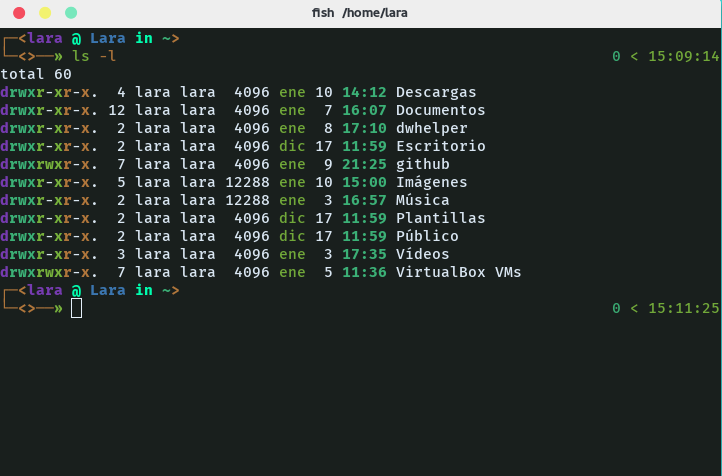 fish /home/lara
┌─<lara @ Lara in ~>
└─<>──» ls -l 0 < 15:09:14
total 60
drwxr-xr-x. 4 lara lara 4096 ene 10 14:12 Descargas
drwxr-xr-x. 12 lara lara 4096 ene 7 16:07 Documentos
drwxr-xr-x. 2 lara lara 4096 ene 8 17:10 dwhelper
drwxr-xr-x. 2 lara lara 4096 dic 17 11:59 Escritorio
drwxrwxr-x. 7 lara lara 4096 ene 9 21:25 github
drwxr-xr-x. 5 lara lara 12288 ene 10 15:00 Imágenes
drwxr-xr-x. 2 lara lara 12288 ene 3 16:57 Música
drwxr-xr-x. 2 lara lara 4096 dic 17 11:59 Plantillas
drwxr-xr-x. 2 lara lara 4096 dic 17 11:59 Público
drwxr-xr-x. 3 lara lara 4096 ene 3 17:35 Vídeos
drwxrwxr-x. 7 lara lara 4096 ene 5 11:36 VirtualBox VMs
┌─<lara @ Lara in ~>
└─<>──» 0 < 15:11:25